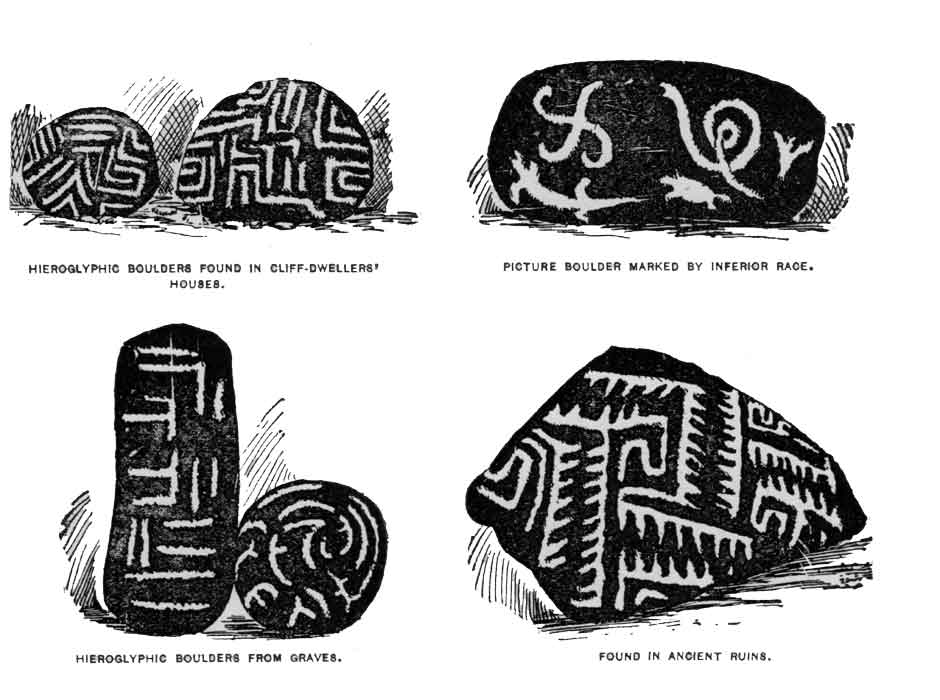 HIEROGLYPHIC BOULDERS FOUND IN CLIFF-DWELLERS'
HOUSES.
PICTURE BOULDER MARKED BY INFERIOR RACE.
HIEROGLYPHIC BOULDERS FROM GRAVES.
FOUND IN ANCIENT RUINS.